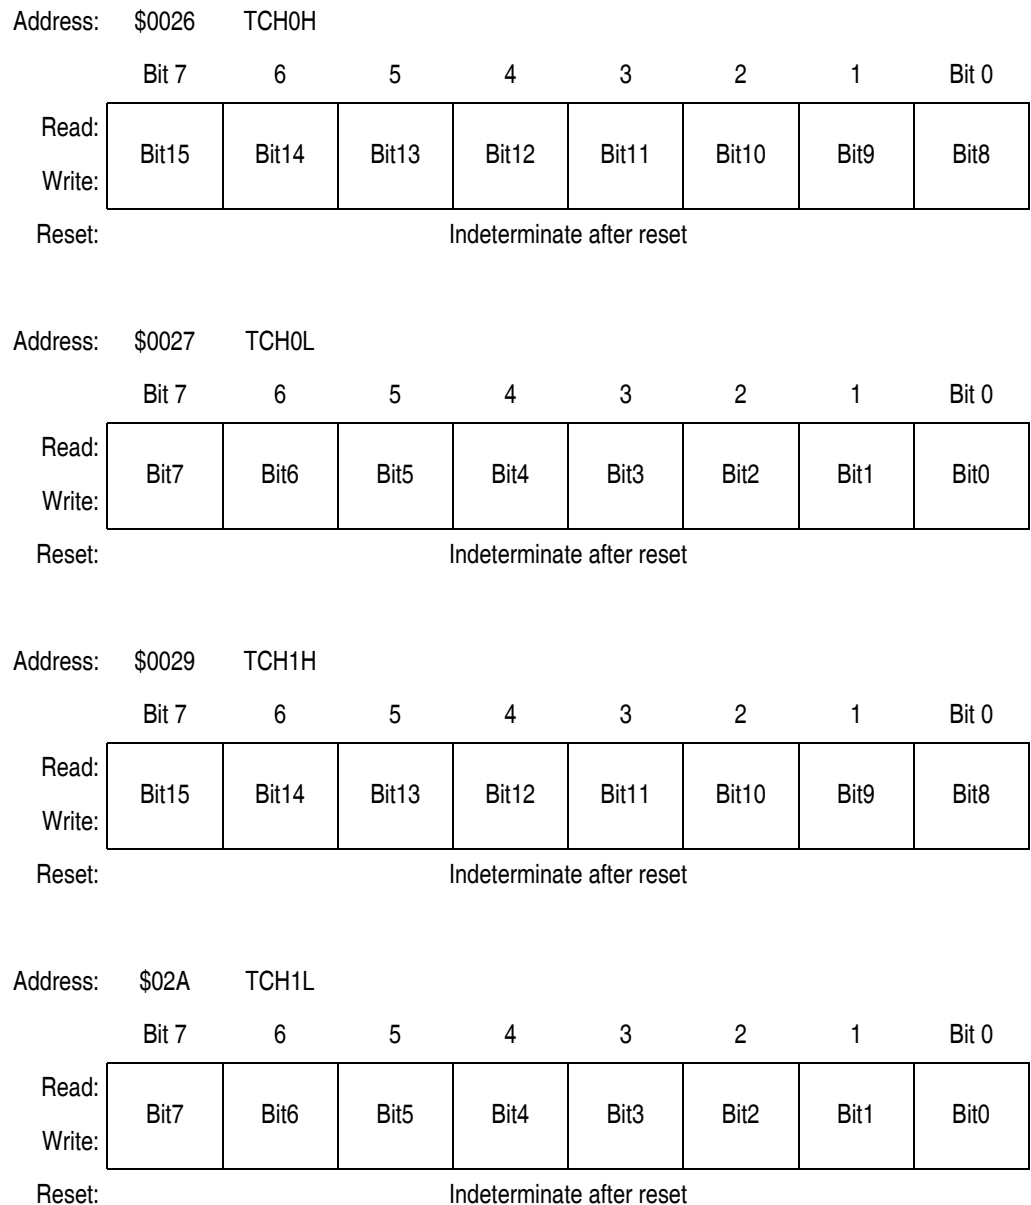 Address: $0026 TCH0H
Bit 7 6 5 4 3 2 1 Bit 0
Read:
Bit15 Bit14 Bit13 Bit12 Bit11 Bit10 Bit9 Bit8
Write:
Reset: Indeterminate after reset
Address: $0027 TCH0L
Bit 7 6 5 4 3 2 1 Bit 0
Read:
Bit7 Bit6 Bit5 Bit4 Bit3 Bit2 Bit1 Bit0
Write:
Reset: Indeterminate after reset
Address: $0029 TCH1H
Bit 7 6 5 4 3 2 1 Bit 0
Read:
Bit15 Bit14 Bit13 Bit12 Bit11 Bit10 Bit9 Bit8
Write:
Reset: Indeterminate after reset
Address: $02A TCH1L
Bit 7 6 5 4 3 2 1 Bit 0
Read:
Bit7 Bit6 Bit5 Bit4 Bit3 Bit2 Bit1 Bit0
Write:
Reset: Indeterminate after reset